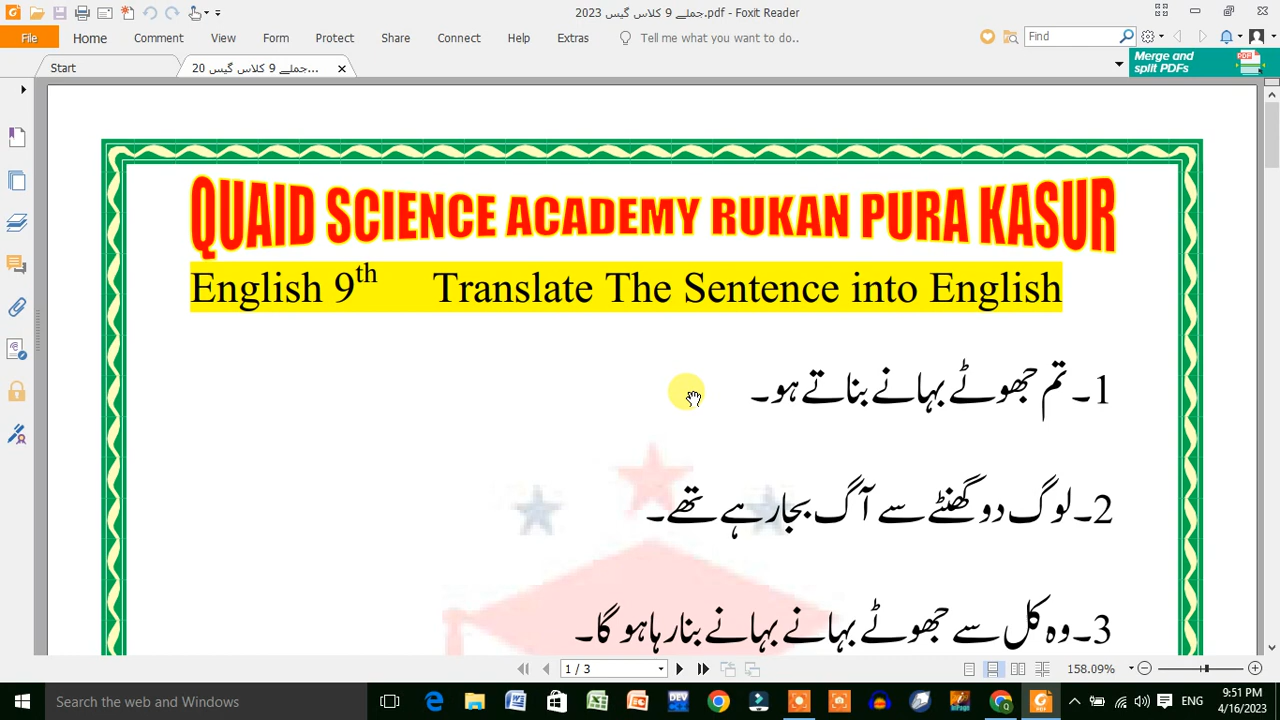 جملے 9 کلاس گیس 2023.pdf - Foxit Reader
File Home Comment View Form Protect Share Connect Help Extras Tell me what you want to do.. Find
Start جملے 9 کلاس گیس 20... Merge and split PDFs
QUAID SCIENCE ACADEMY RUKAN PURA KASUR
English 9th Translate The Sentence into English
1۔ تم جھوٹے بہانے بناتے ہو۔
2۔ لوگ دو گھنٹے سے آگ بجا رہے تھے۔
3۔ وہ کل سے جھوٹے بہانے بہانے بنا رہا ہو گا۔
1 / 3 158.09%
Search the web and Windows ENG 9:51 PM
4/16/2023